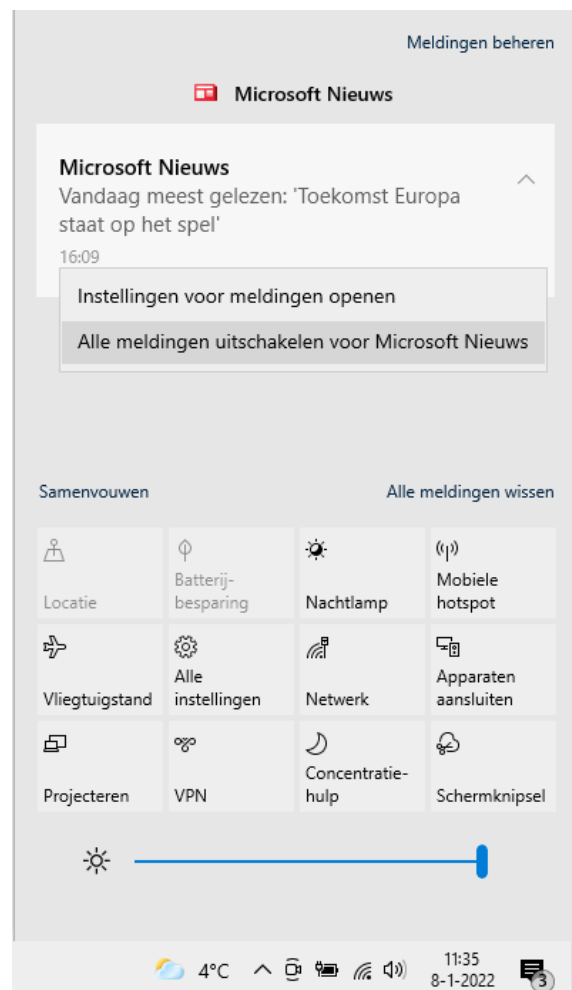 Meldingen beheren
Microsoft Nieuws
Microsoft Nieuws
Vandaag meest gelezen: 'Toekomst Europa
staat op het spel'
16:09
Instellingen voor meldingen openen
Alle meldingen uitschakelen voor Microsoft Nieuws
Samenvouwen
Alle meldingen wissen
Locatie
Batterij-
besparing
Nachtlamp
Mobiele
hotspot
Vliegtuigstand
Alle
instellingen
Netwerk
Apparaten
aansluiten
Projecteren
VPN
Concentratie-
hulp
Schermknipsel
4°C
11:35
8-1-2022
3